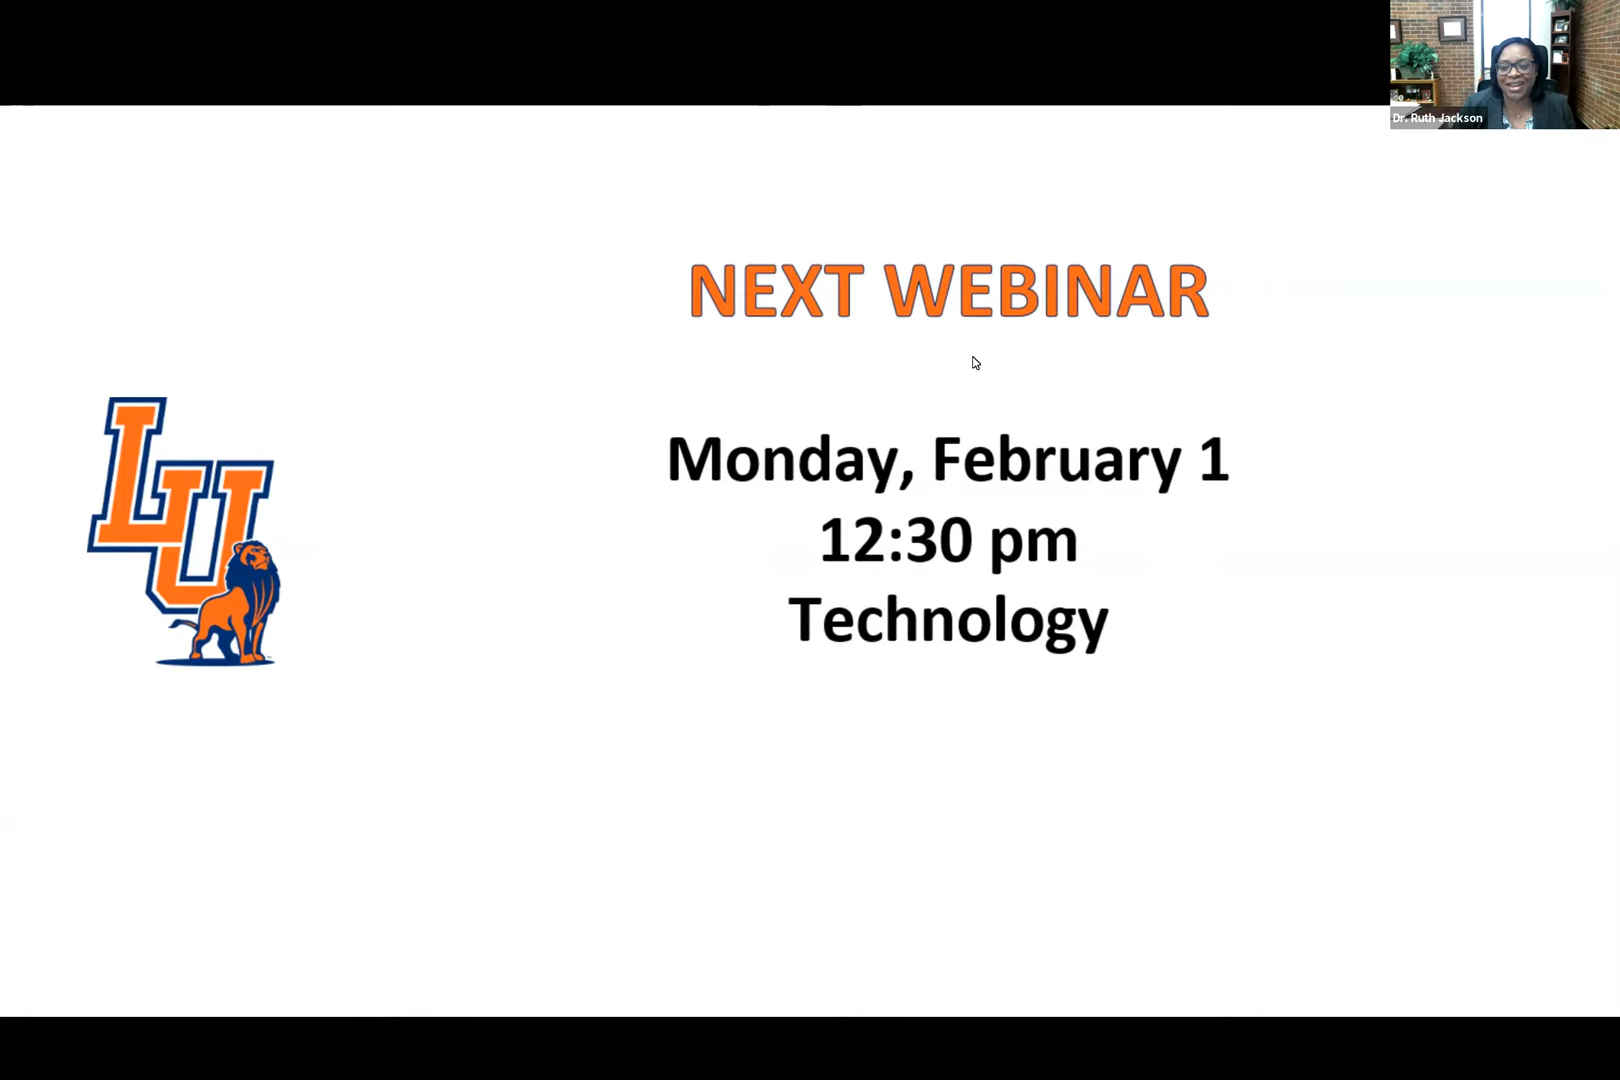 Dr. Ruth Jackson
NEXT WEBINAR
Monday, February 1
12:30 pm
Technology
LU